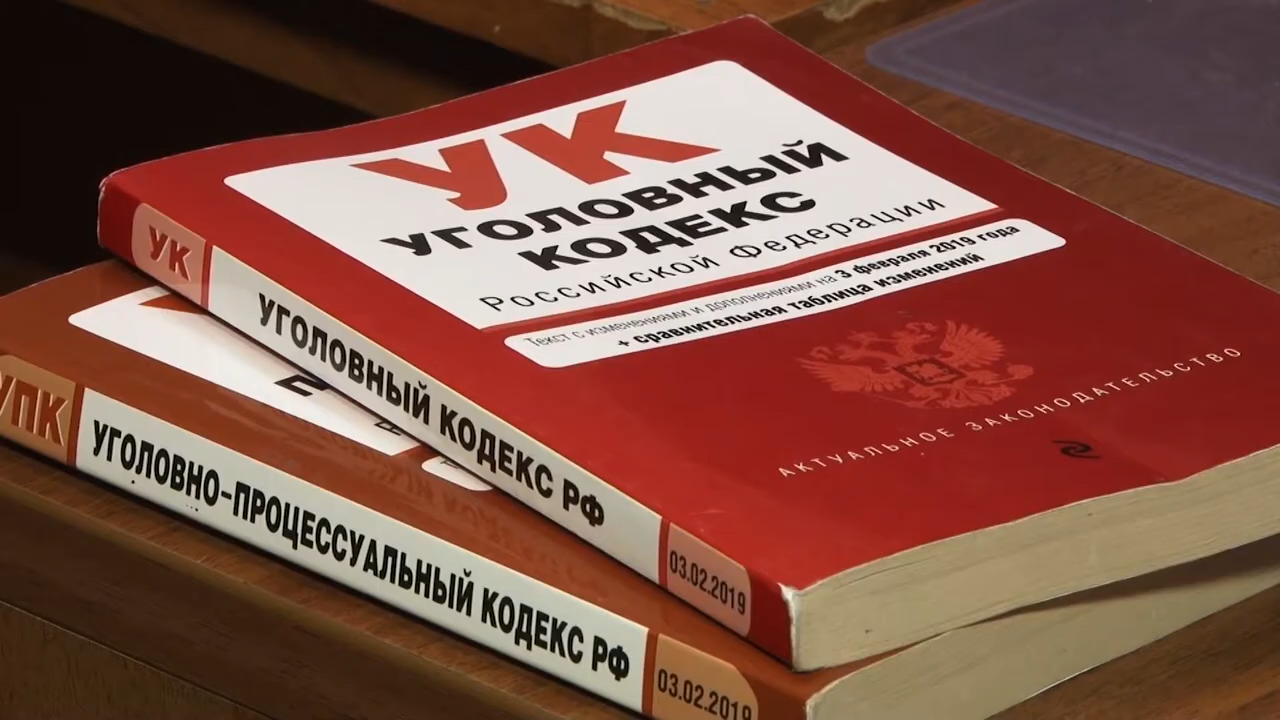 УК
УГОЛОВНЫЙ
КОДЕКС
Российской Федерации
Текст с изменениями и дополнениями на 3 февраля 2019 года
+ сравнительная таблица изменений
АКТУАЛЬНОЕ ЗАКОНОДАТЕЛЬСТВО
УК УГОЛОВНЫЙ КОДЕКС РФ 03.02.2019
УПК УГОЛОВНО-ПРОЦЕССУАЛЬНЫЙ КОДЕКС РФ 03.02.2019